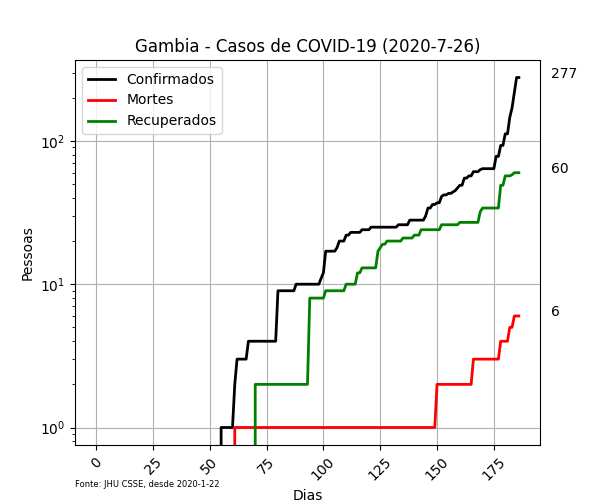 Gambia - Casos de COVID-19 (2020-7-26)
Confirmados
Mortes
Recuperados
277
60
6
10²
10¹
10⁰
Pessoas
0
25
50
75
100
125
150
175
Fonte: JHU CSSE, desde 2020-1-22
Dias